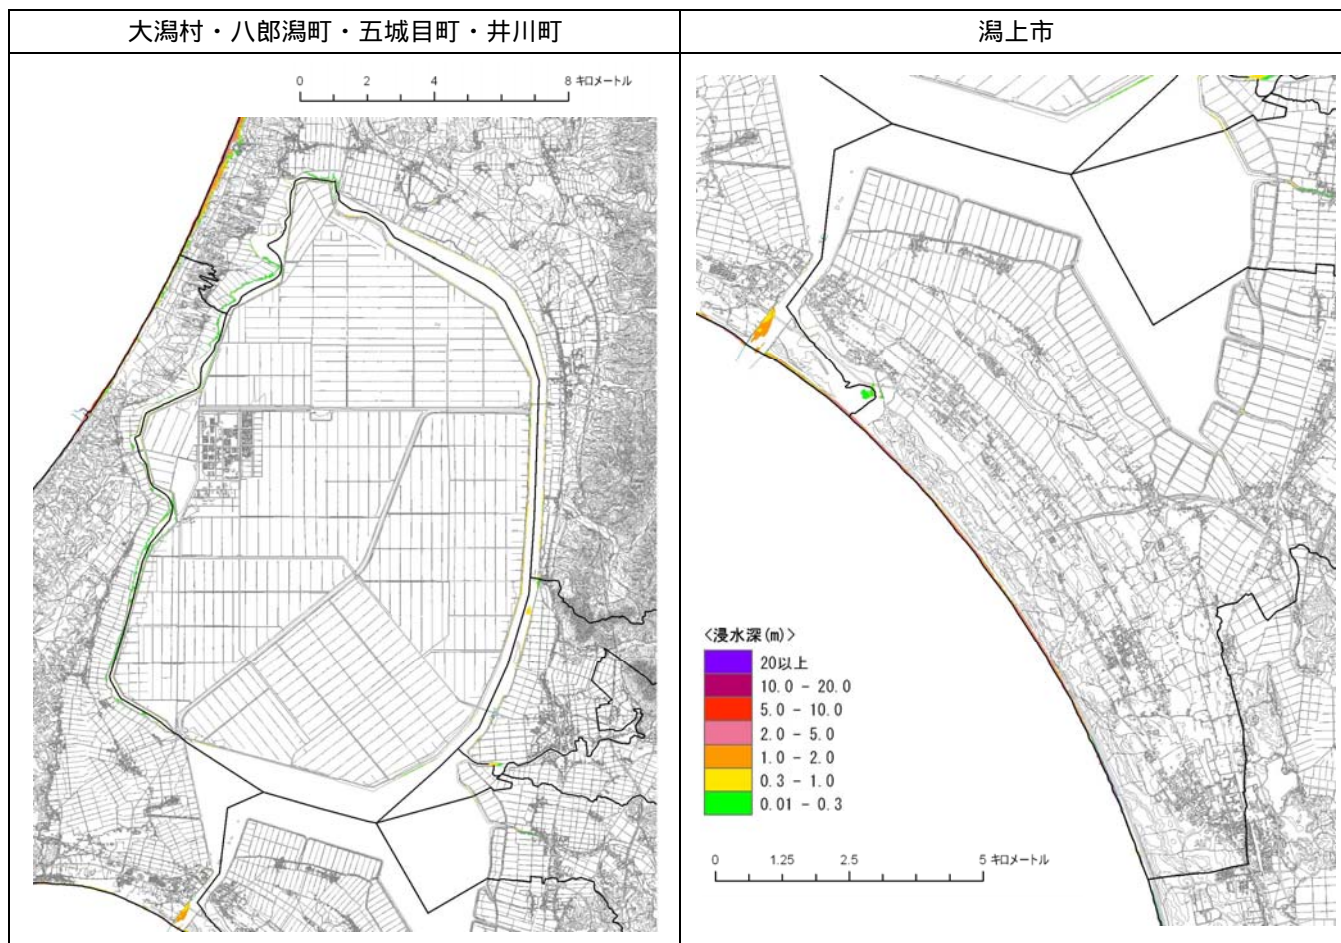 大潟村・八郎潟町・五城目町・井川町
潟上市
0 2 4 8 キロメートル
<浸水深(m)>
20以上
10.0 - 20.0
5.0 - 10.0
2.0 - 5.0
1.0 - 2.0
0.3 - 1.0
0.01 - 0.3
0 1.25 2.5 5 キロメートル